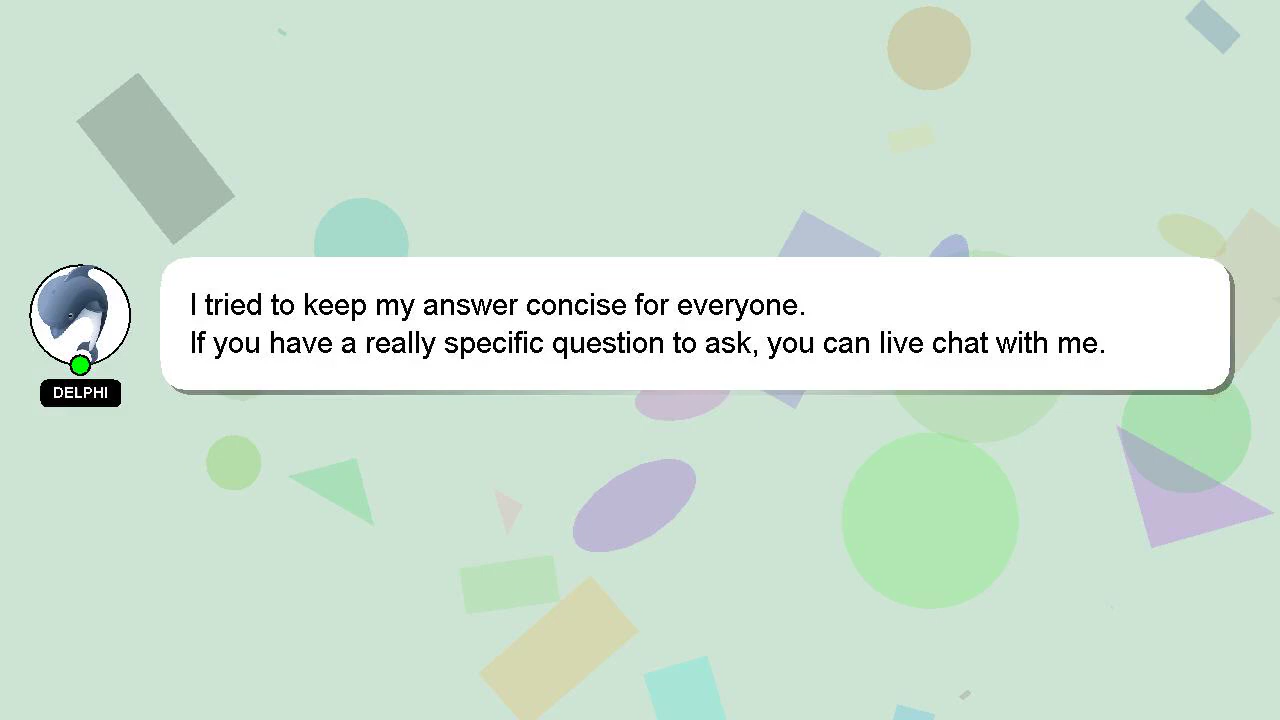 I tried to keep my answer concise for everyone.
If you have a really specific question to ask, you can live chat with me.
DELPHI